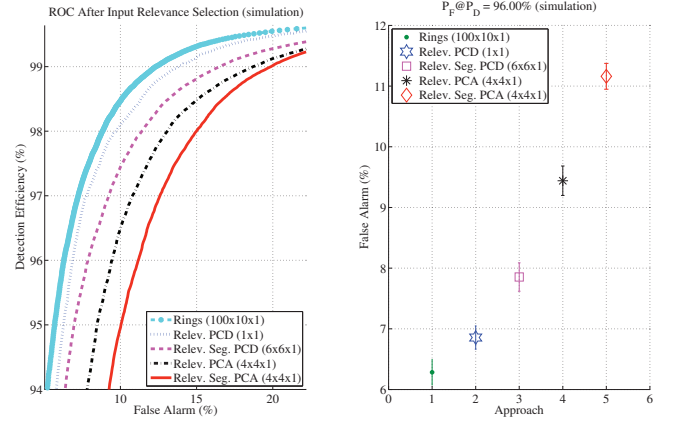 ROC After Input Relevance Selection (simulation)
Detection Efficiency (%)
99
98
97
96
95
94
Rings (100x10x1)
Relev. PCD (1x1)
Relev. Seg. PCD (6x6x1)
Relev. PCA (4x4x1)
Relev. Seg. PCA (4x4x1)
10
15
20
False Alarm (%)
P_F@P_D = 96.00% (simulation)
False Alarm (%)
12
11
10
9
8
7
6
Rings (100x10x1)
Relev. PCD (1x1)
Relev. Seg. PCD (6x6x1)
Relev. PCA (4x4x1)
Relev. Seg. PCA (4x4x1)
0
1
2
3
4
5
6
Approach